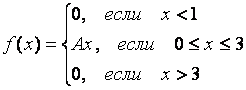 0, если x < 1
f(x) = { Ax, если 0 ≤ x ≤ 3
0, если x > 3